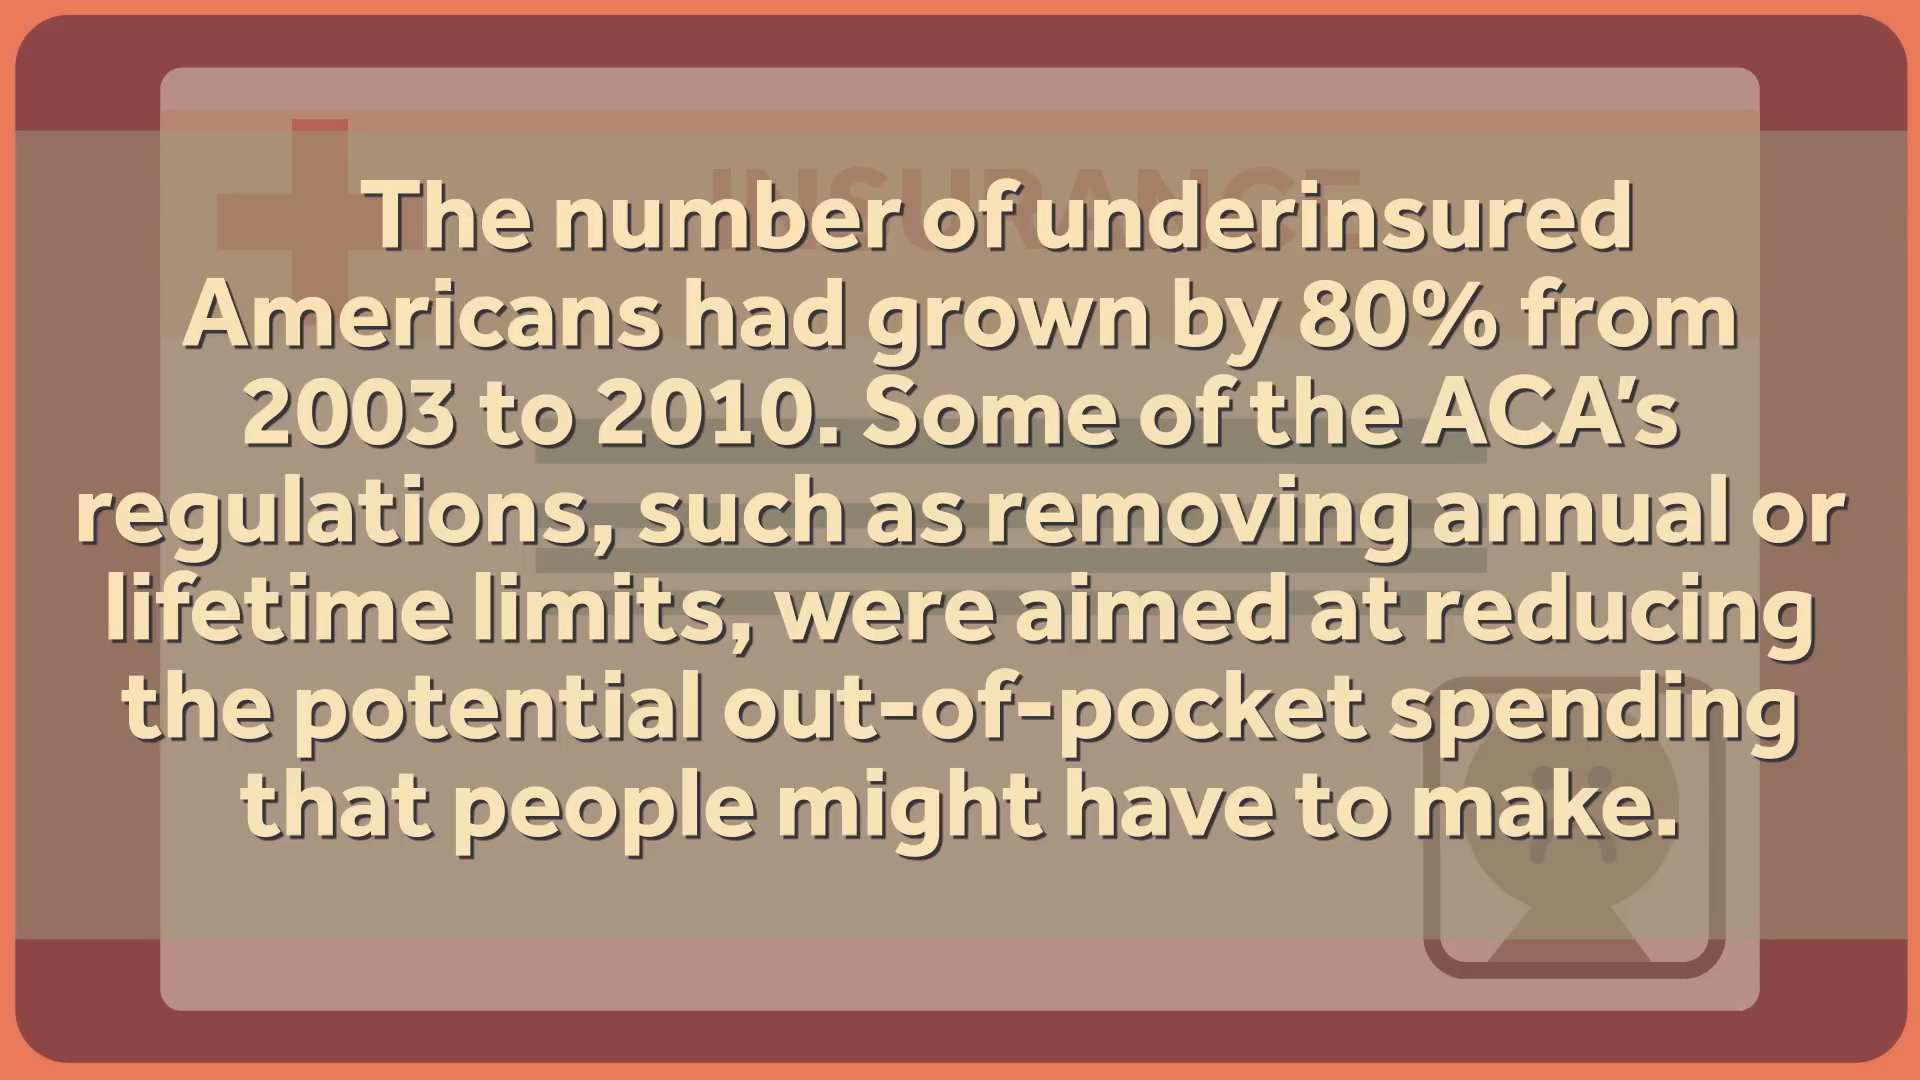 INSURANCE
The number of underinsured
Americans had grown by 80% from
2003 to 2010. Some of the ACA's
regulations, such as removing annual or
lifetime limits, were aimed at reducing
the potential out-of-pocket spending
that people might have to make.